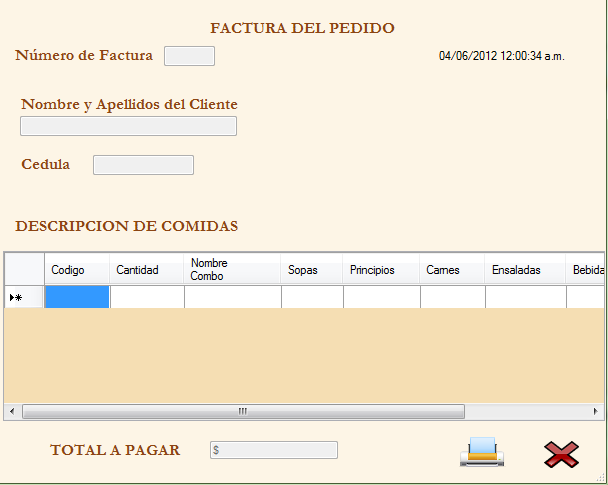 FACTURA DEL PEDIDO
Número de Factura
04/06/2012 12:00:34 a.m.
Nombre y Apellidos del Cliente
Cedula
DESCRIPCION DE COMIDAS
Codigo Cantidad Nombre Combo Sopas Principios Carnes Ensaladas Bebida
TOTAL A PAGAR $